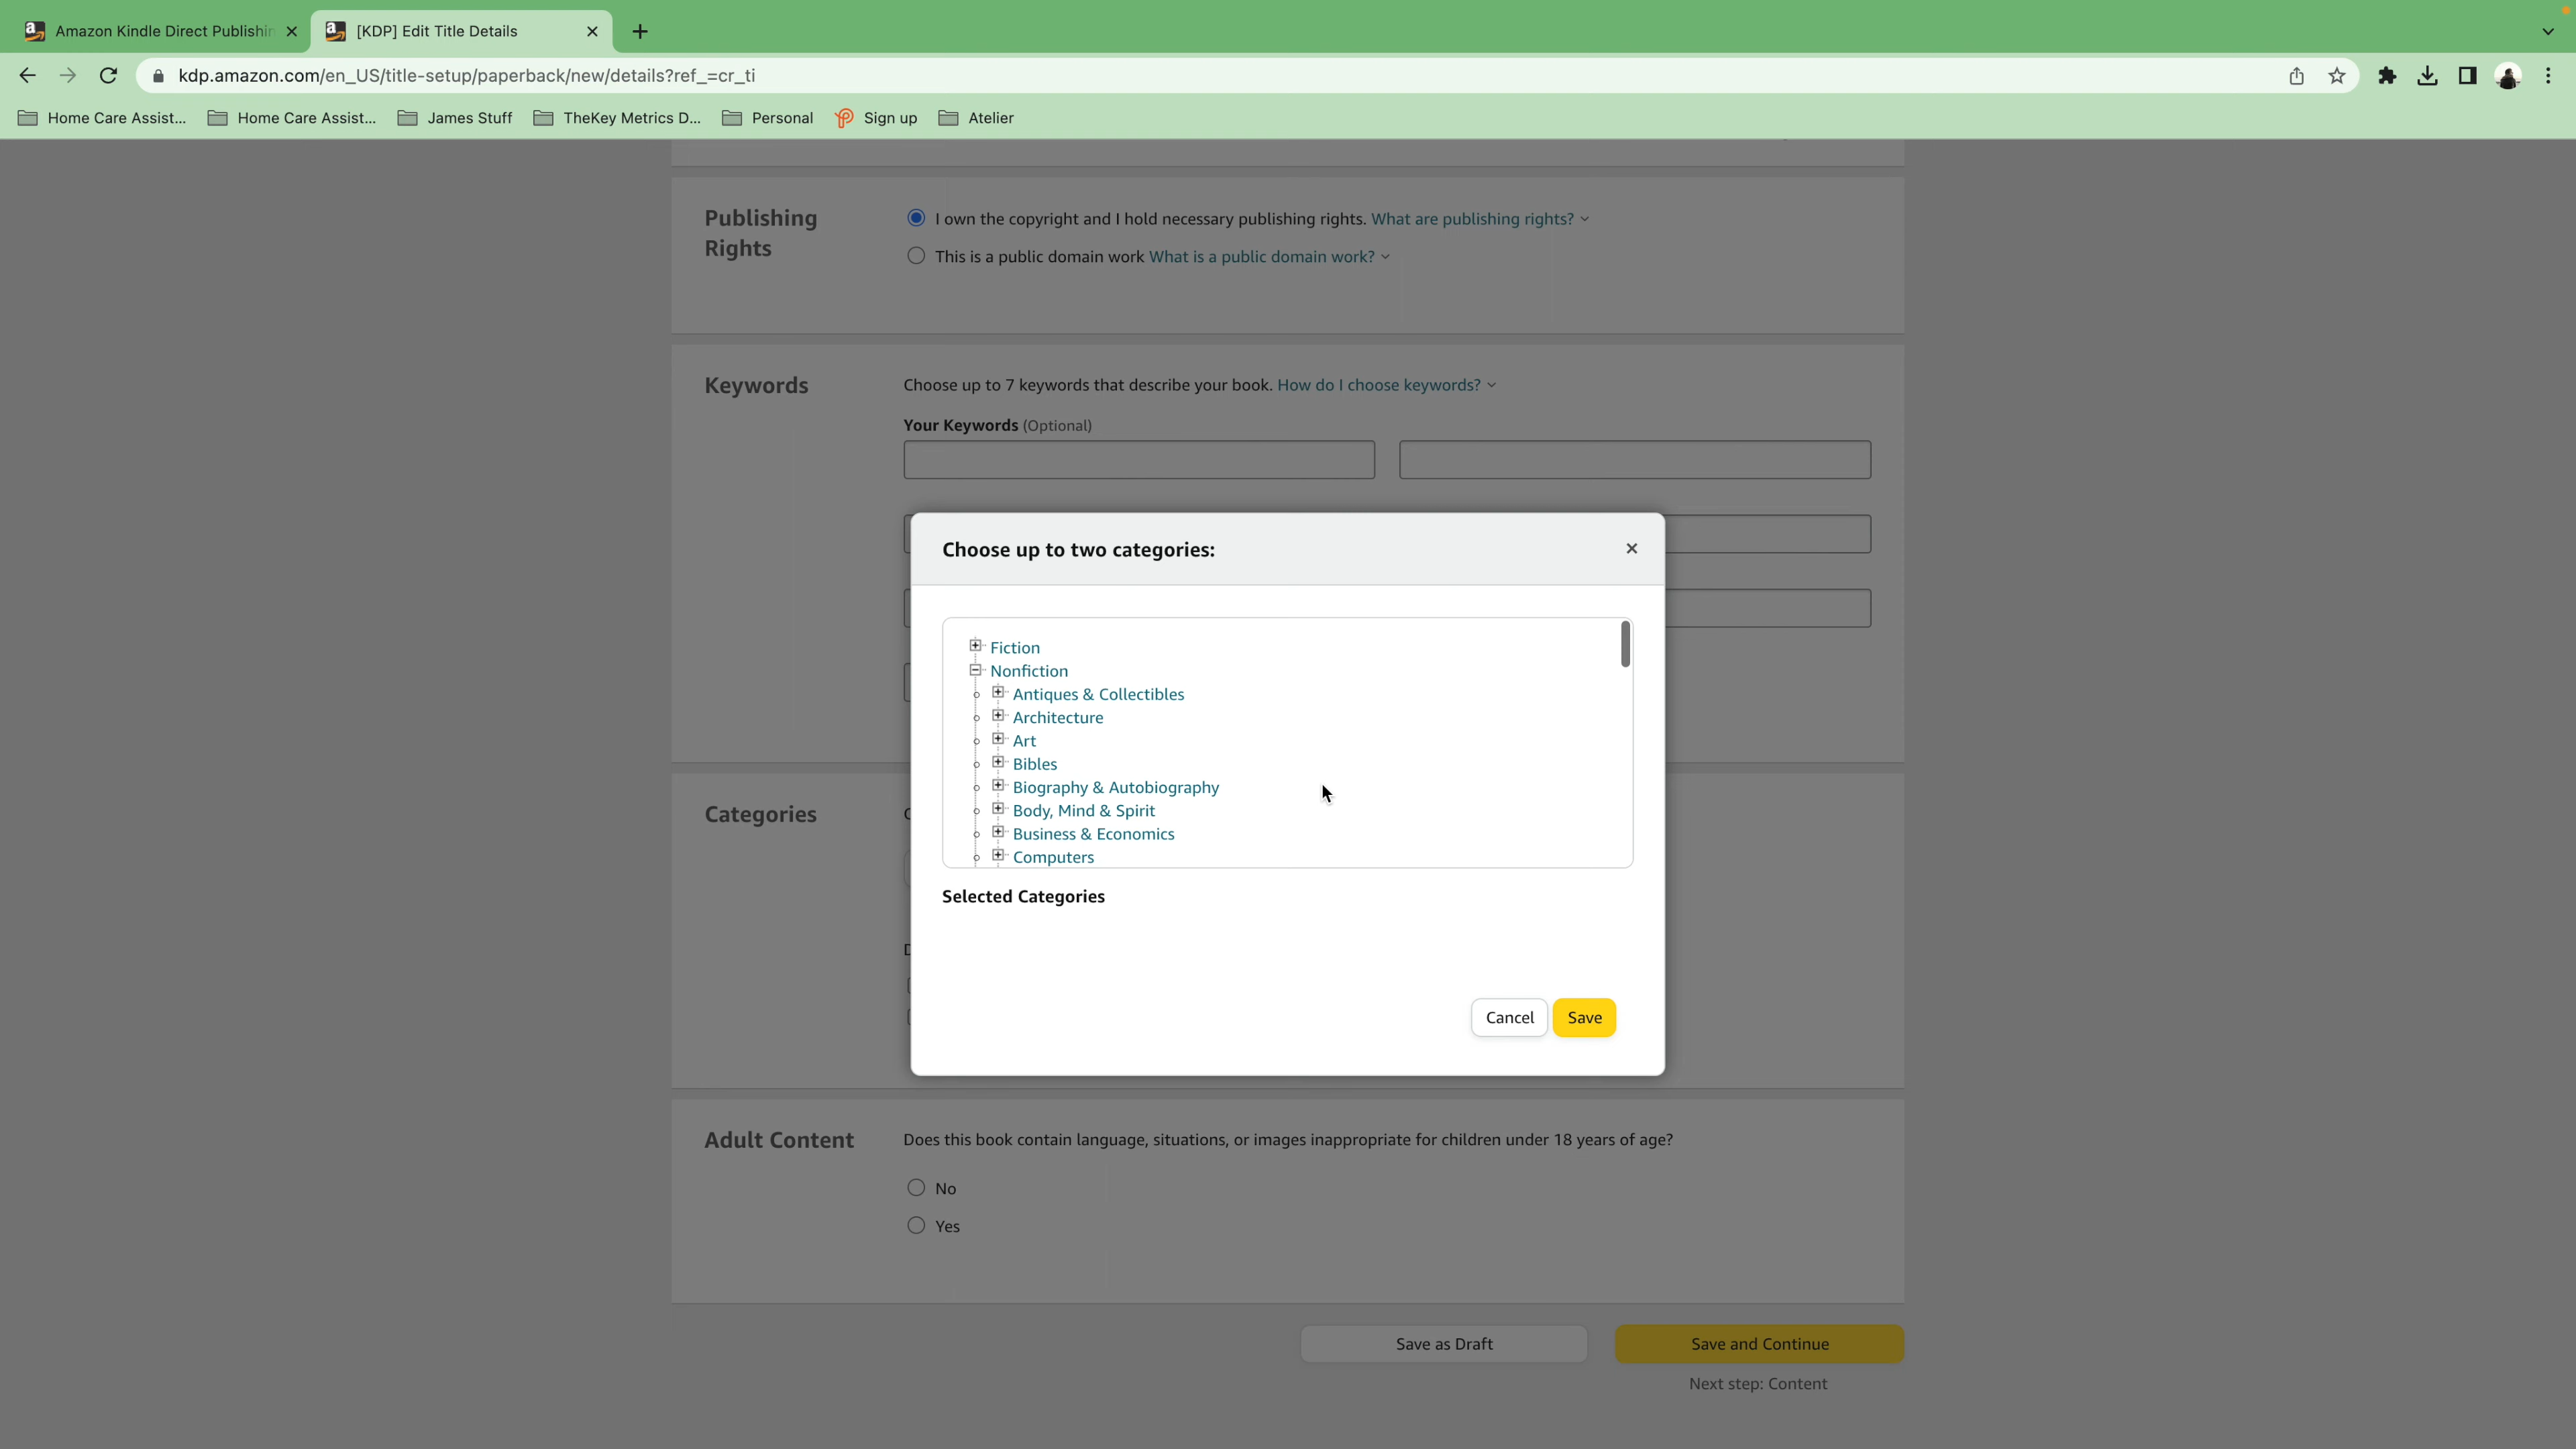 Amazon Kindle Direct Publishin
[KDP] Edit Title Details
kdp.amazon.com/en_US/title-setup/paperback/new/details?ref_=cr_ti
Home Care Assist...
Home Care Assist...
James Stuff
TheKey Metrics D...
Personal
Sign up
Atelier
Publishing
Rights
I own the copyright and I hold necessary publishing rights. What are publishing rights?
This is a public domain work What is a public domain work?
Keywords
Choose up to 7 keywords that describe your book. How do I choose keywords?
Your Keywords (Optional)
Choose up to two categories:
Fiction
Nonfiction
Antiques & Collectibles
Architecture
Art
Bibles
Biography & Autobiography
Body, Mind & Spirit
Business & Economics
Computers
Selected Categories
Cancel
Save
Categories
Adult Content
Does this book contain language, situations, or images inappropriate for children under 18 years of age?
No
Yes
Save as Draft
Save and Continue
Next step: Content